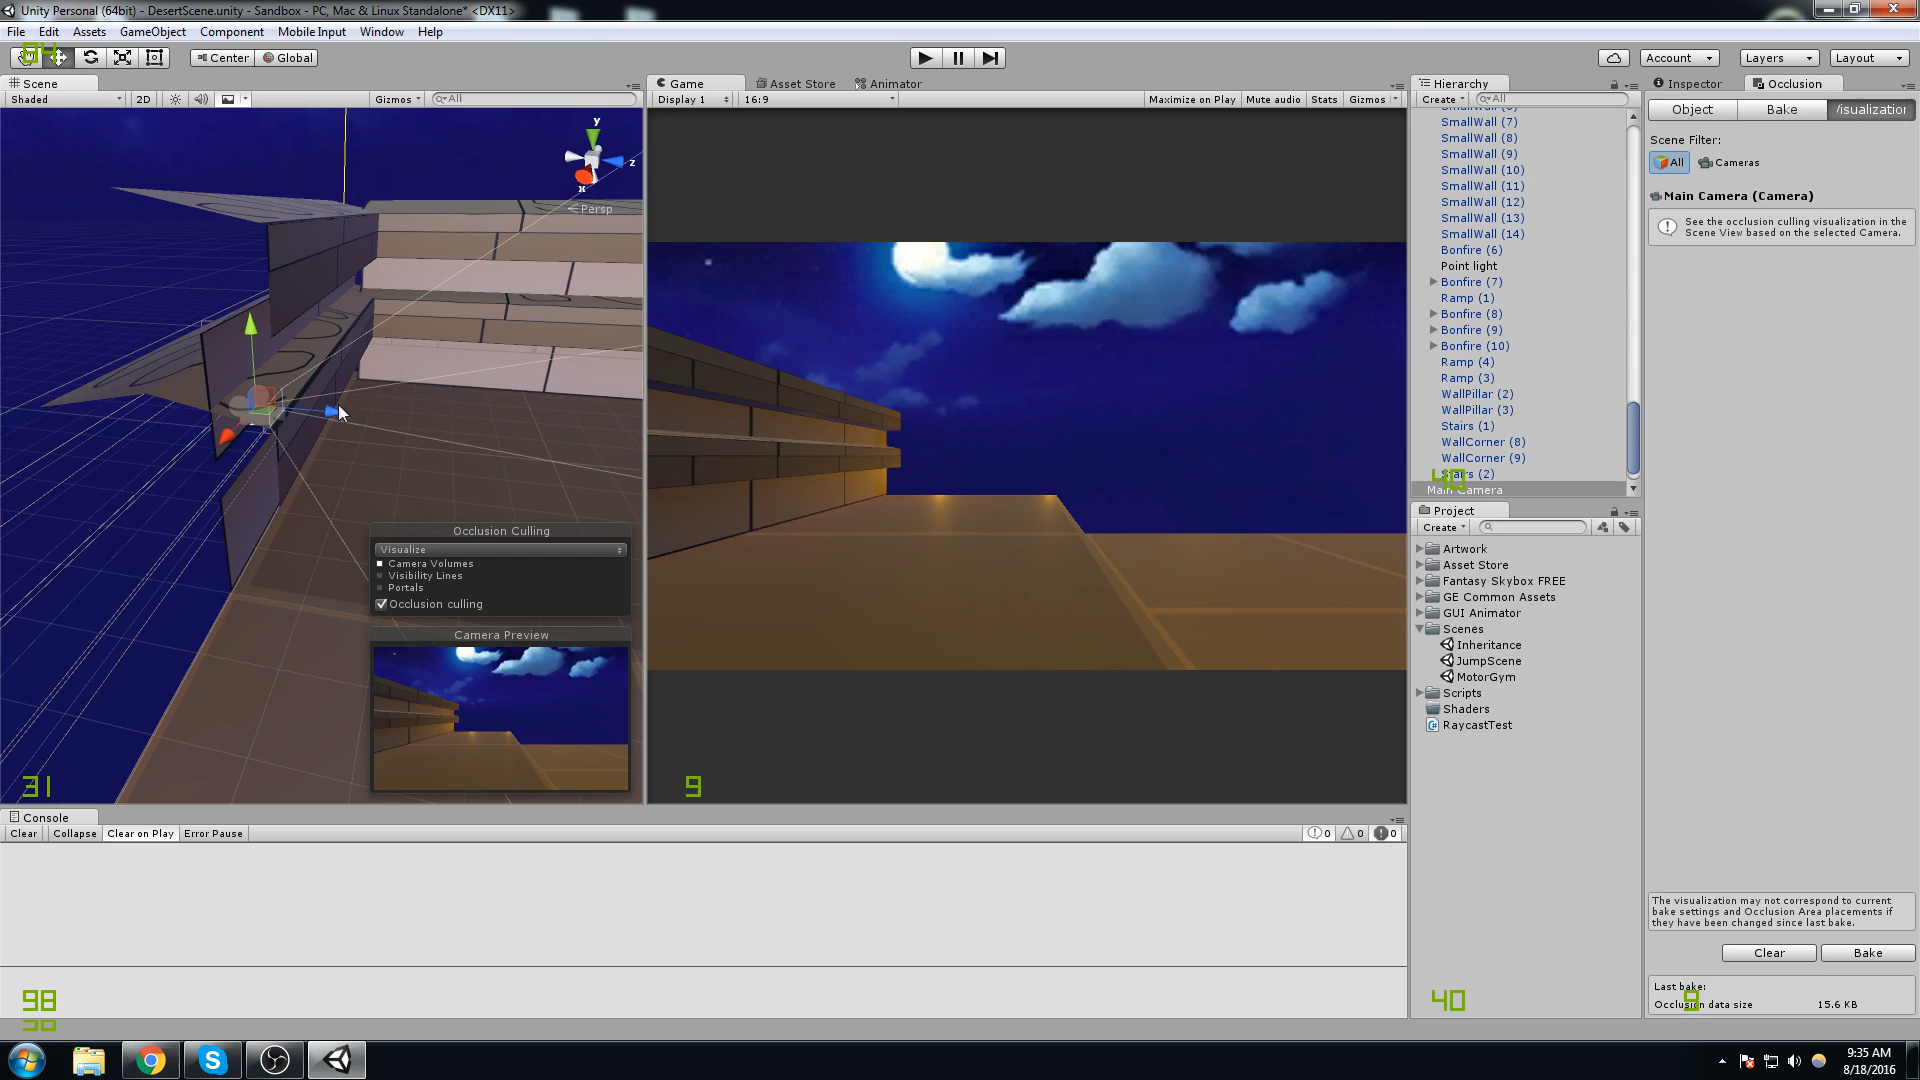 Unity Personal (64bit) - DesertScene.unity - Sandbox - PC, Mac & Linux Standalone* <DX11>
File Edit Assets GameObject Component Mobile Input Window Help
84
Center Global
Account Layers Layout
Scene
Shaded 2D Gizmos All
y
z
x
Persp
Game Asset Store Animator
Display 1 16:9 Maximize on Play Mute audio Stats Gizmos
Occlusion Culling
Visualize
Camera Volumes
Visibility Lines
Portals
Occlusion culling
Camera Preview
31
9
Hierarchy
Create All
SmallWall (7)
SmallWall (8)
SmallWall (9)
SmallWall (10)
SmallWall (11)
SmallWall (12)
SmallWall (13)
SmallWall (14)
Bonfire (6)
Point light
Bonfire (7)
Ramp (1)
Bonfire (8)
Bonfire (9)
Bonfire (10)
Ramp (4)
Ramp (3)
WallPillar (2)
WallPillar (3)
Stairs (1)
WallCorner (8)
WallCorner (9)
Stairs (2)
40
Main Camera
Project
Create
Artwork
Asset Store
Fantasy Skybox FREE
GE Common Assets
GUI Animator
Scenes
Inheritance
JumpScene
MotorGym
Scripts
Shaders
RaycastTest
40
Inspector Occlusion
Object Bake Visualization
Scene Filter:
All Cameras
Main Camera (Camera)
See the occlusion culling visualization in the
Scene View based on the selected Camera.
The visualization may not correspond to current
bake settings and Occlusion Area placements if
they have been changed since last bake.
Clear Bake
Last bake:
Occlusion data size 15.6 KB
9
Console
Clear Collapse Clear on Play Error Pause 0 0 0
98
9:35 AM
8/18/2016